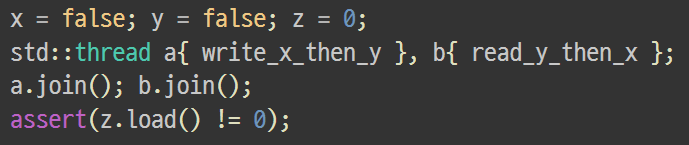 x = false; y = false; z = 0;
std::thread a{ write_x_then_y }, b{ read_y_then_x };
a.join(); b.join();
assert(z.load() != 0);